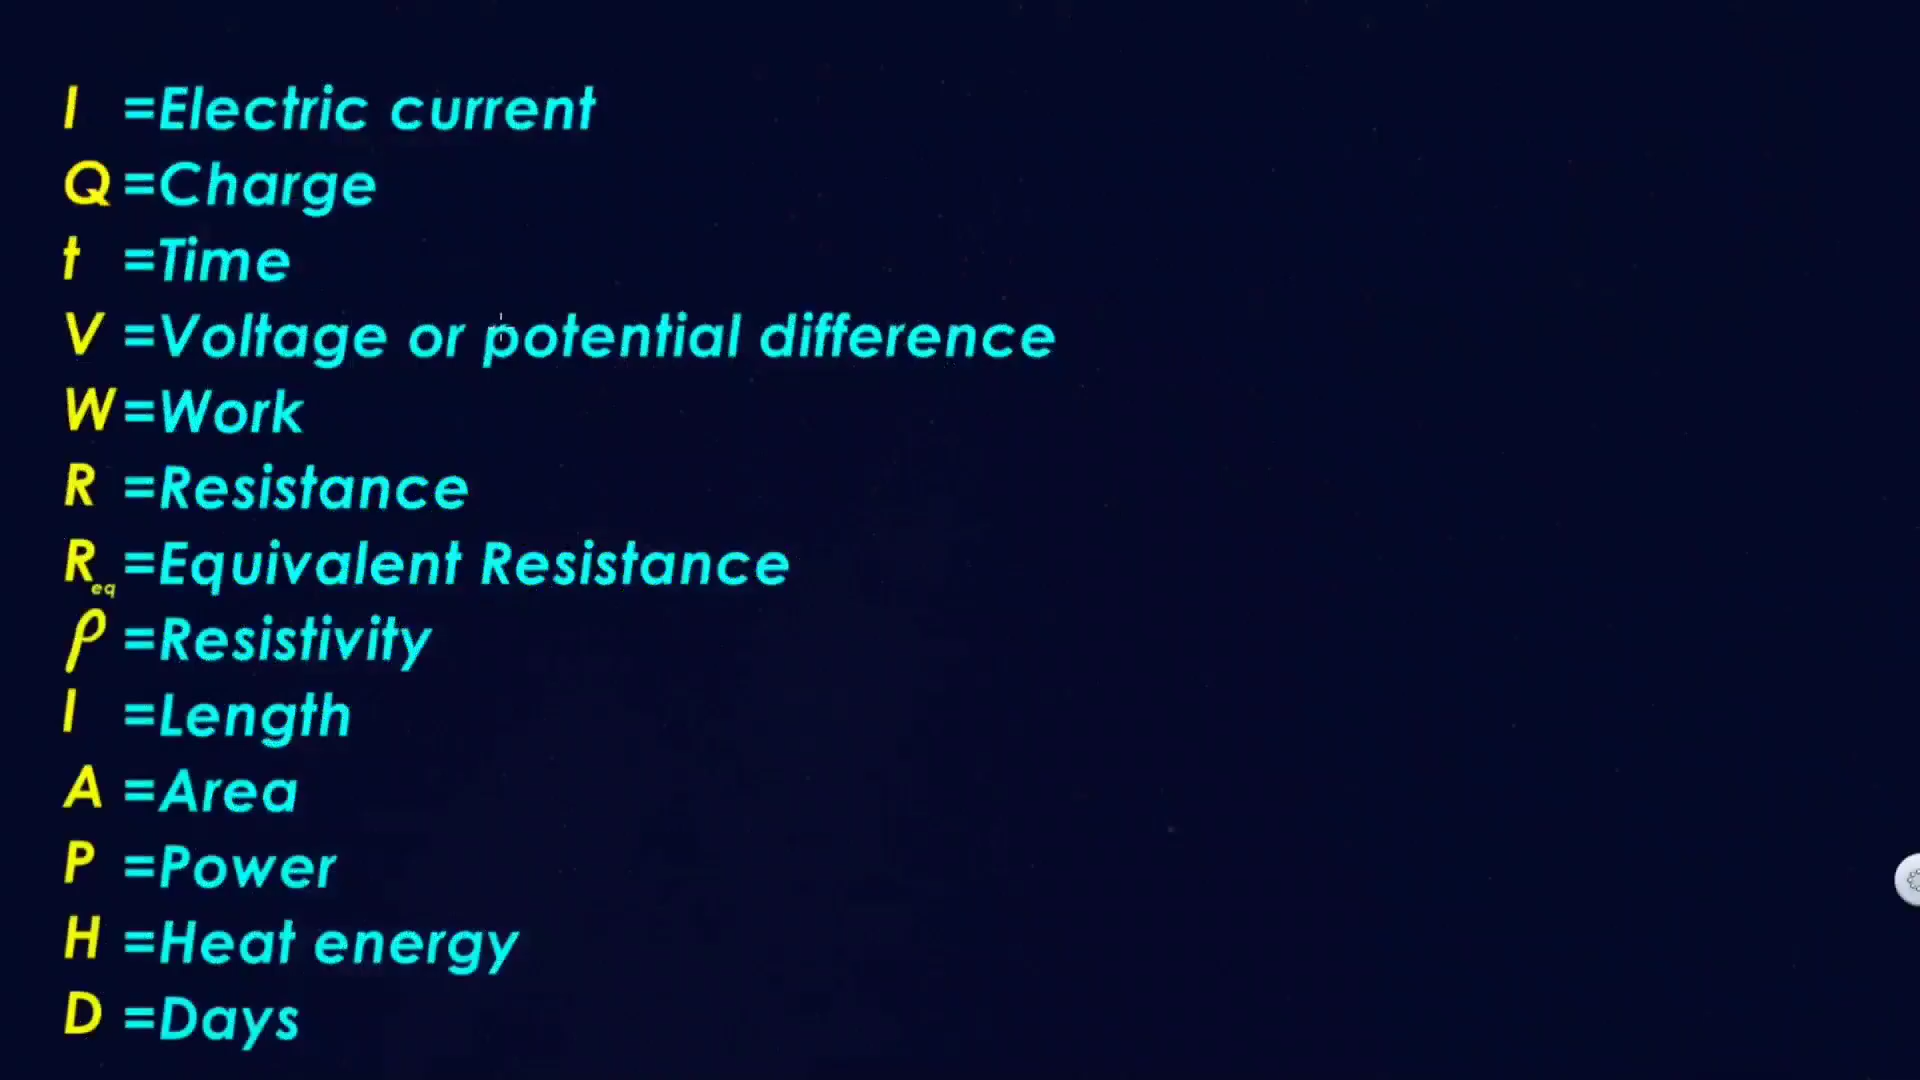 I =Electric current
Q =Charge
t =Time
V =Voltage or potential difference
W =Work
R =Resistance
Req =Equivalent Resistance
ρ =Resistivity
l =Length
A =Area
P =Power
H =Heat energy
D =Days